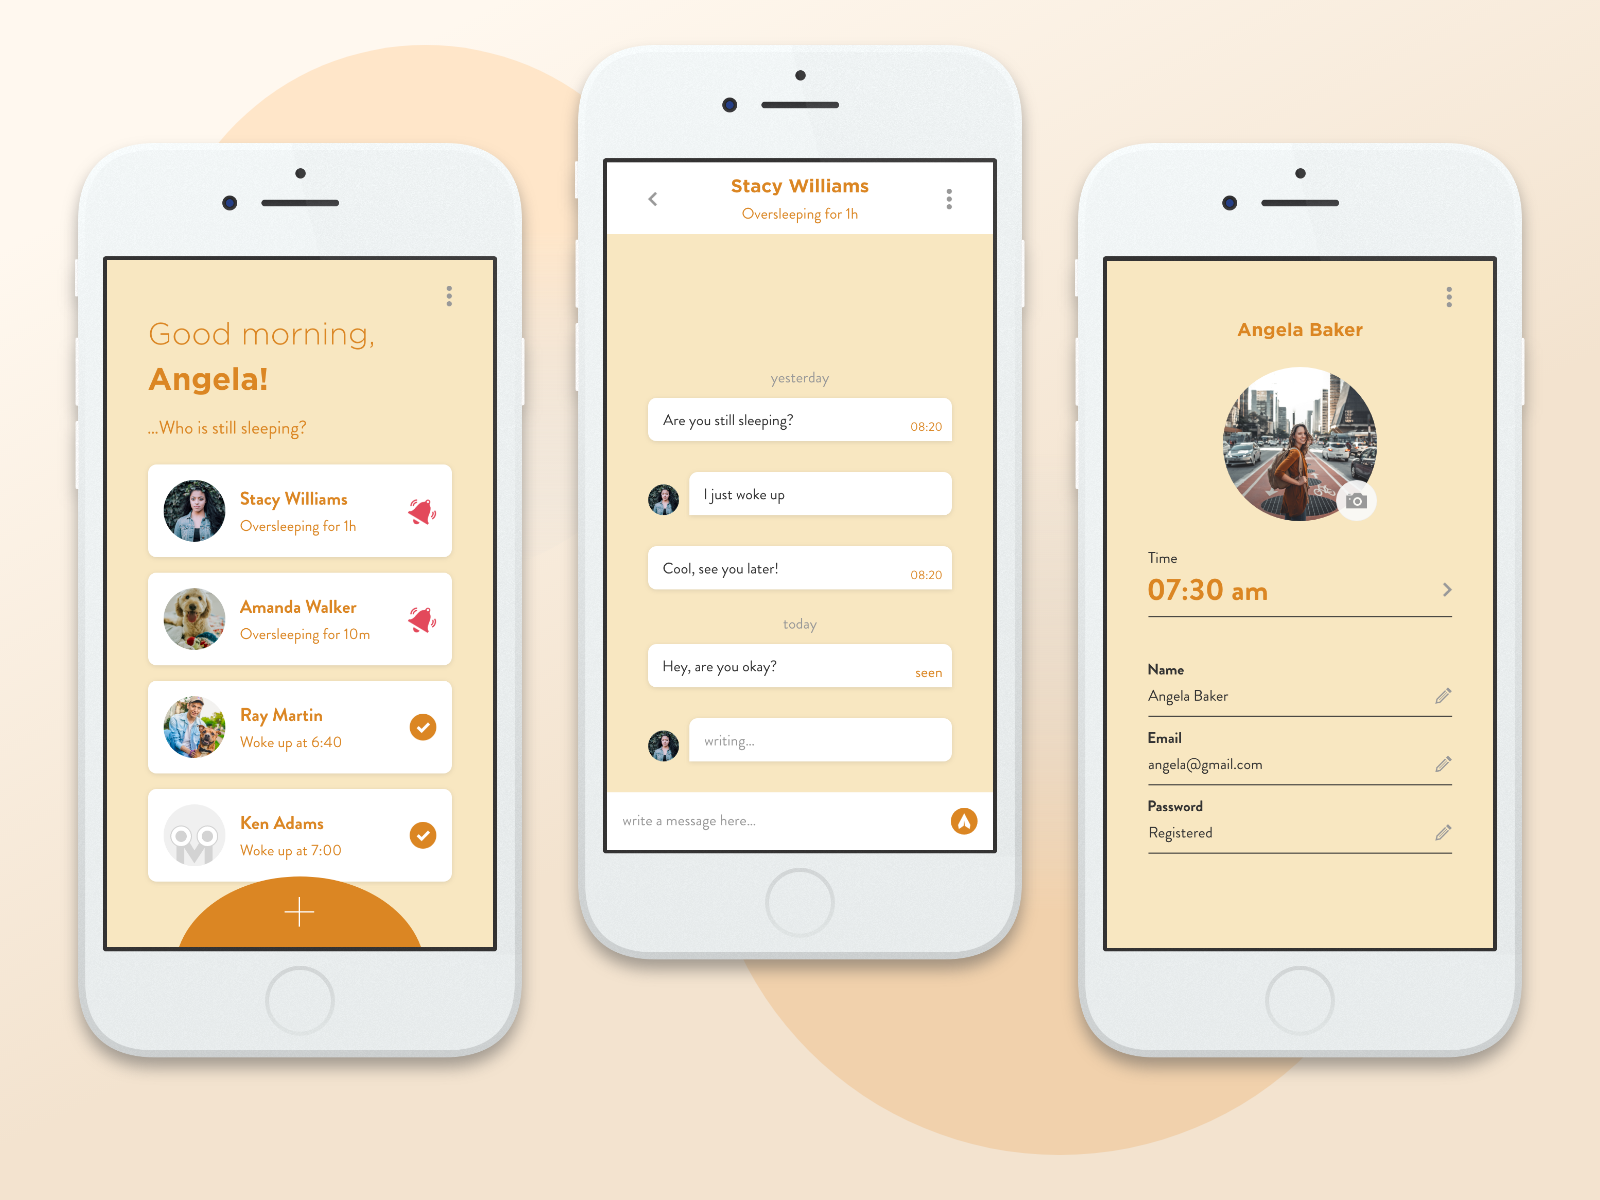 Good morning,
Angela!
...Who is still sleeping?
Stacy Williams
Oversleeping for 1h
Amanda Walker
Oversleeping for 10m
Ray Martin
Woke up at 6:40
Ken Adams
Woke up at 7:00
Stacy Williams
Oversleeping for 1h
yesterday
Are you still sleeping?
08:20
I just woke up
Cool, see you later!
08:20
today
Hey, are you okay?
seen
writing...
write a message here...
Angela Baker
Time
07:30 am
Name
Angela Baker
Email
angela@gmail.com
Password
Registered